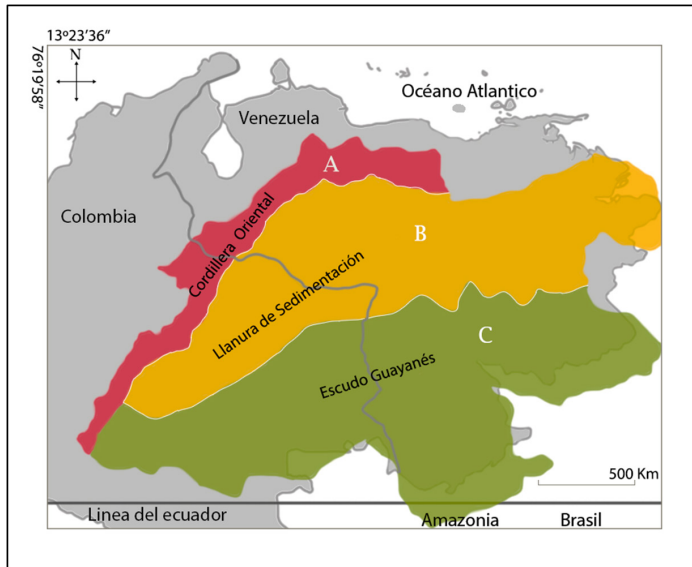 13º23’36”
76º19’58”
N
Océano Atlantico
Venezuela
A
Colombia
Cordillera Oriental
B
Llanura de Sedimentación
C
Escudo Guayanés
500 Km
Linea del ecuador
Amazonia
Brasil